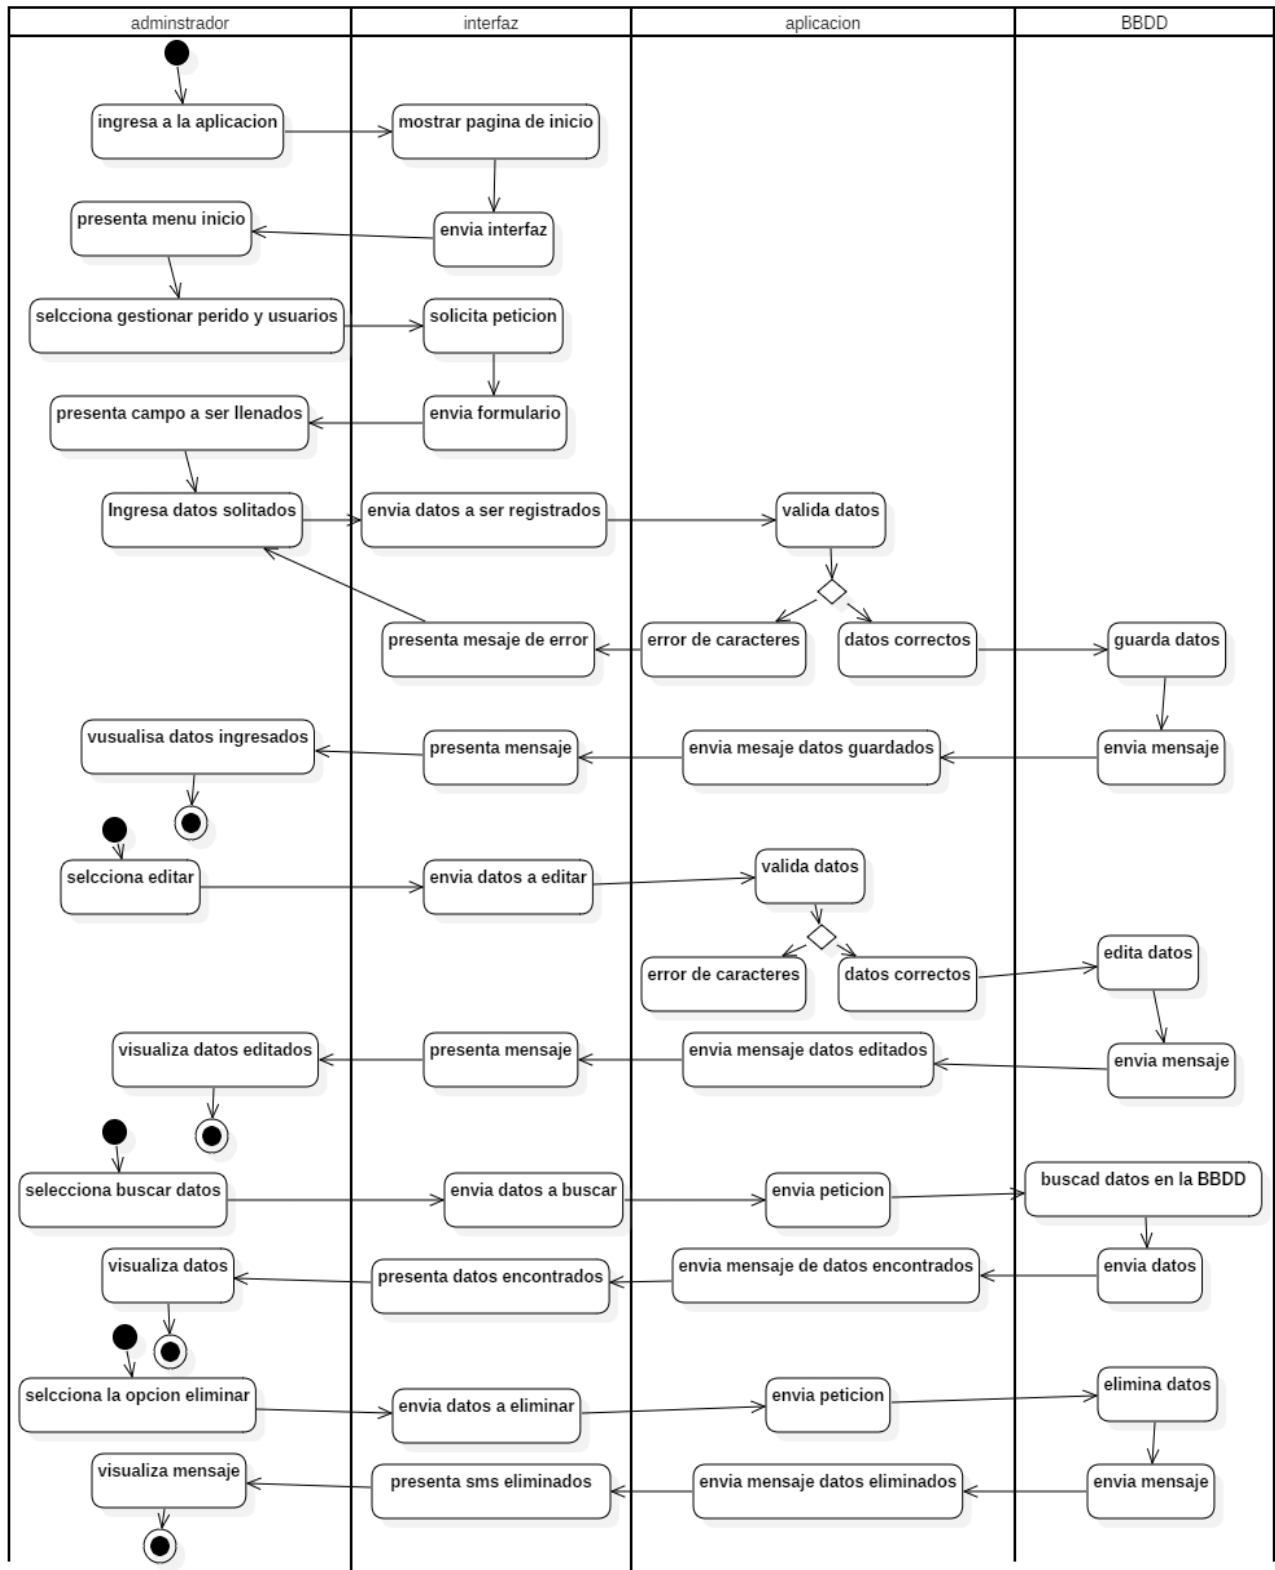 adminstrador
interfaz
aplicacion
BBDD
ingresa a la aplicacion
mostrar pagina de inicio
presenta menu inicio
envia interfaz
selcciona gestionar perido y usuarios
solicita peticion
presenta campo a ser llenados
envia formulario
Ingresa datos solitados
envia datos a ser registrados
valida datos
presenta mesaje de error
error de caracteres
datos correctos
guarda datos
vusualisa datos ingresados
presenta mensaje
envia mesaje datos guardados
envia mensaje
selcciona editar
envia datos a editar
valida datos
error de caracteres
datos correctos
edita datos
visualiza datos editados
presenta mensaje
envia mensaje datos editados
envia mensaje
selecciona buscar datos
envia datos a buscar
envia peticion
buscad datos en la BBDD
visualiza datos
presenta datos encontrados
envia mensaje de datos encontrados
envia datos
selcciona la opcion eliminar
envia datos a eliminar
envia peticion
elimina datos
visualiza mensaje
presenta sms eliminados
envia mensaje datos eliminados
envia mensaje